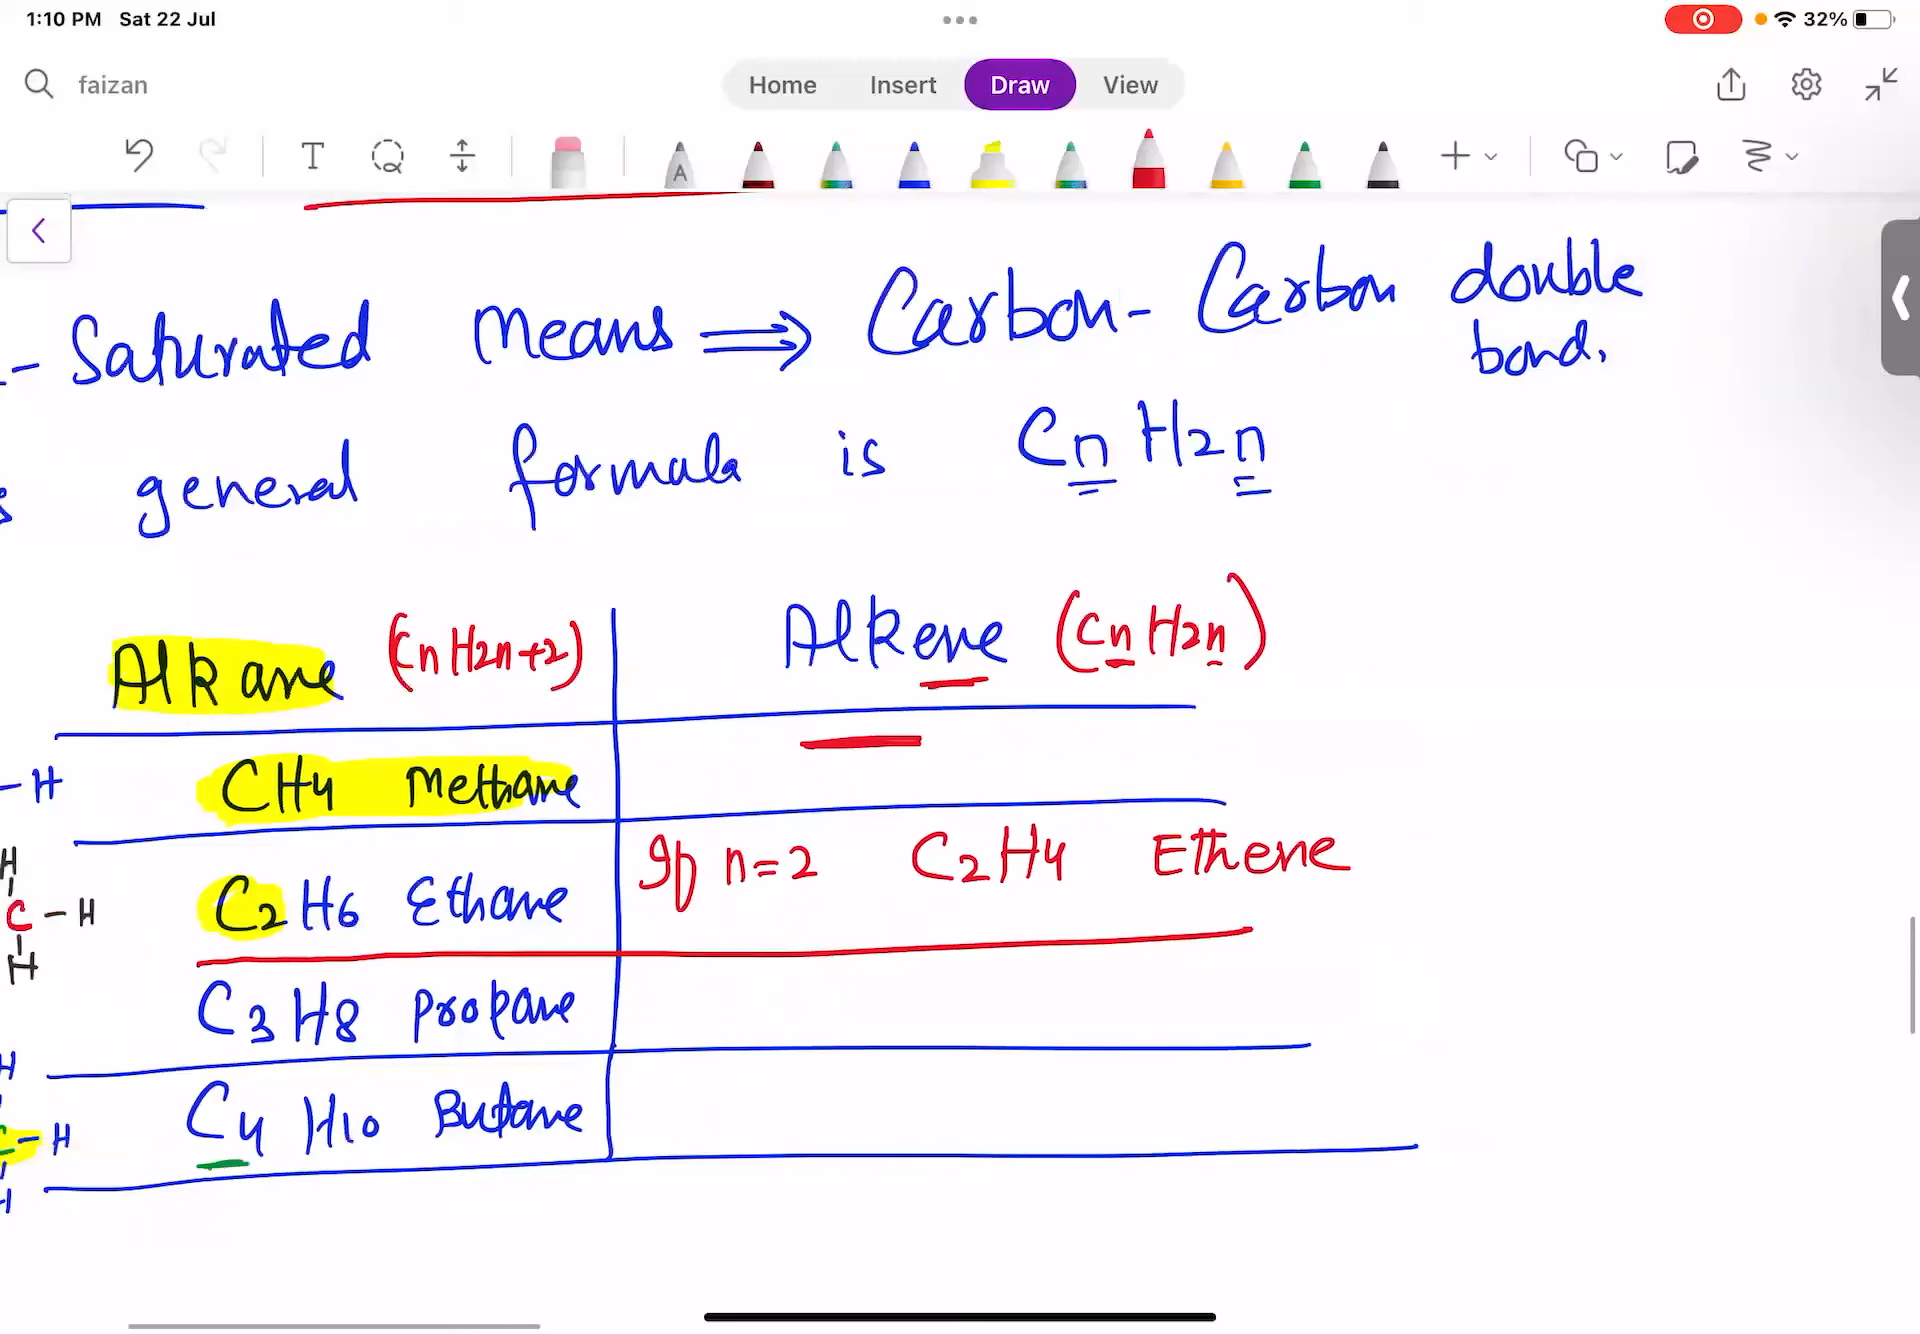 1:10 PM Sat 22 Jul
32%
faizan
Home Insert Draw View
T
A
- Saturated Means ⇒ Carbon - Carbon double
bond.
general formula is CnH2n
Alkane (CnH2n+2) Alkene (CnH2n)
-H CH4 Methane
H
C2H6 Ethane If n=2 C2H4 Ethene
C-H
H
C3H8 Propane
H
C4H10 Butane
C-H
H